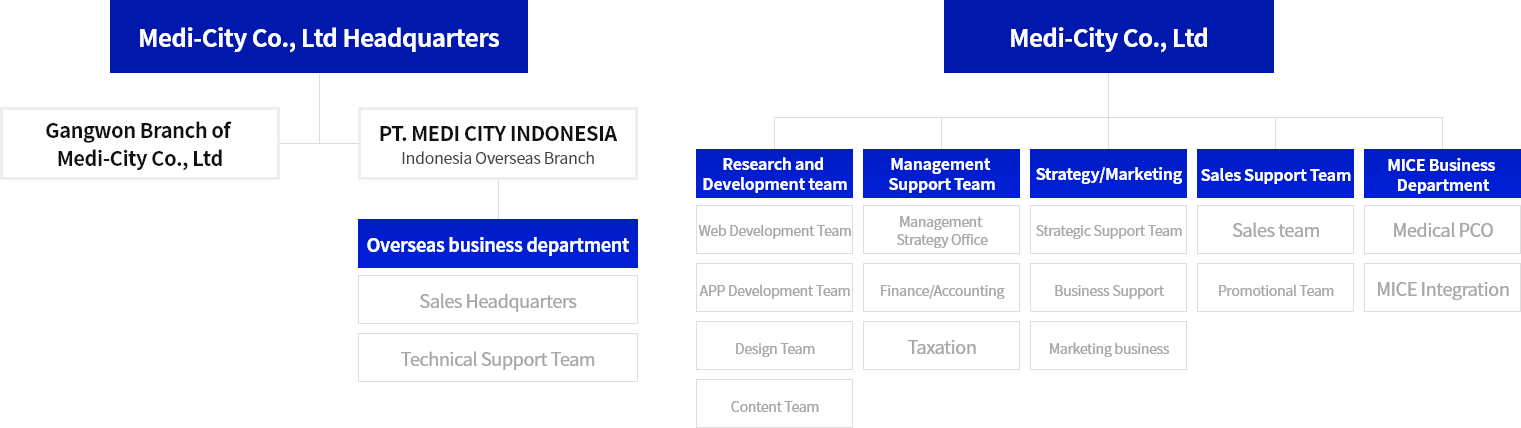 Medi-City Co., Ltd Headquarters
Gangwon Branch of
Medi-City Co., Ltd
PT. MEDI CITY INDONESIA
Indonesia Overseas Branch
Overseas business department
Sales Headquarters
Technical Support Team
Medi-City Co., Ltd
Research and
Development team
Web Development Team
APP Development Team
Design Team
Content Team
Management
Support Team
Management
Strategy Office
Finance/Accounting
Taxation
Strategy/Marketing
Strategic Support Team
Business Support
Marketing business
Sales Support Team
Sales team
Promotional Team
MICE Business
Department
Medical PCO
MICE Integration